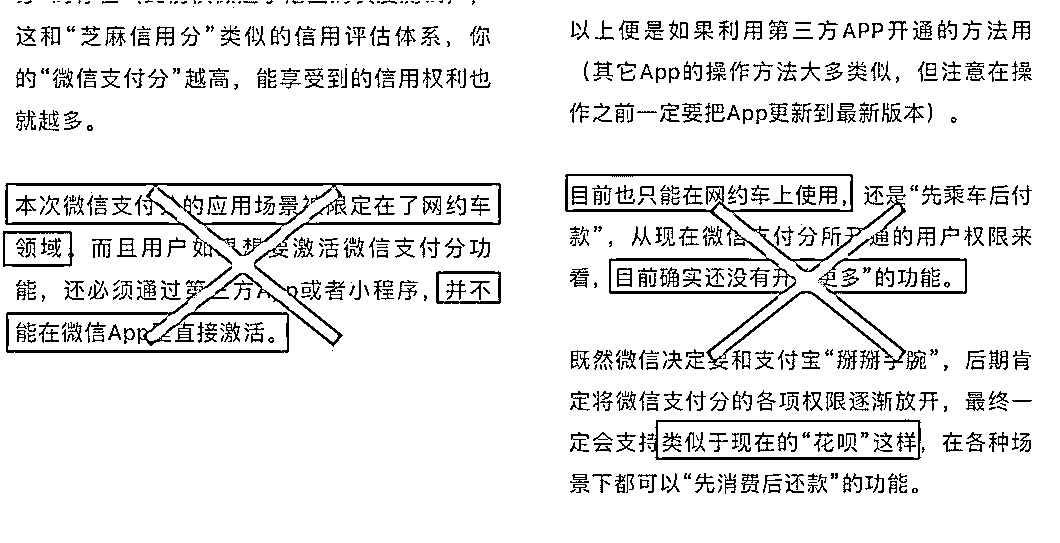 这和“芝麻信用分”类似的信用评估体系，你
的“微信支付分”越高，能享受到的信用权利也
就越多。
本次微信支付分的应用场景被限定在了网约车
领域。而且用户如果想要激活微信支付分功
能，还必须通过第三方App或者小程序，并不
能在微信App里直接激活。
以上便是如果利用第三方APP开通的方法用
（其它App的操作方法大多类似，但注意在操
作之前一定要把App更新到最新版本）。
目前也只能在网约车上使用，还是“先乘车后付
款”，从现在微信支付分所开通的用户权限来
看，目前确实还没有开 更多”的功能。
既然微信决定要和支付宝“掰掰手腕”，后期肯
定将微信支付分的各项权限逐渐放开，最终一
定会支持类似于现在的“花呗”这样，在各种场
景下都可以“先消费后还款”的功能。